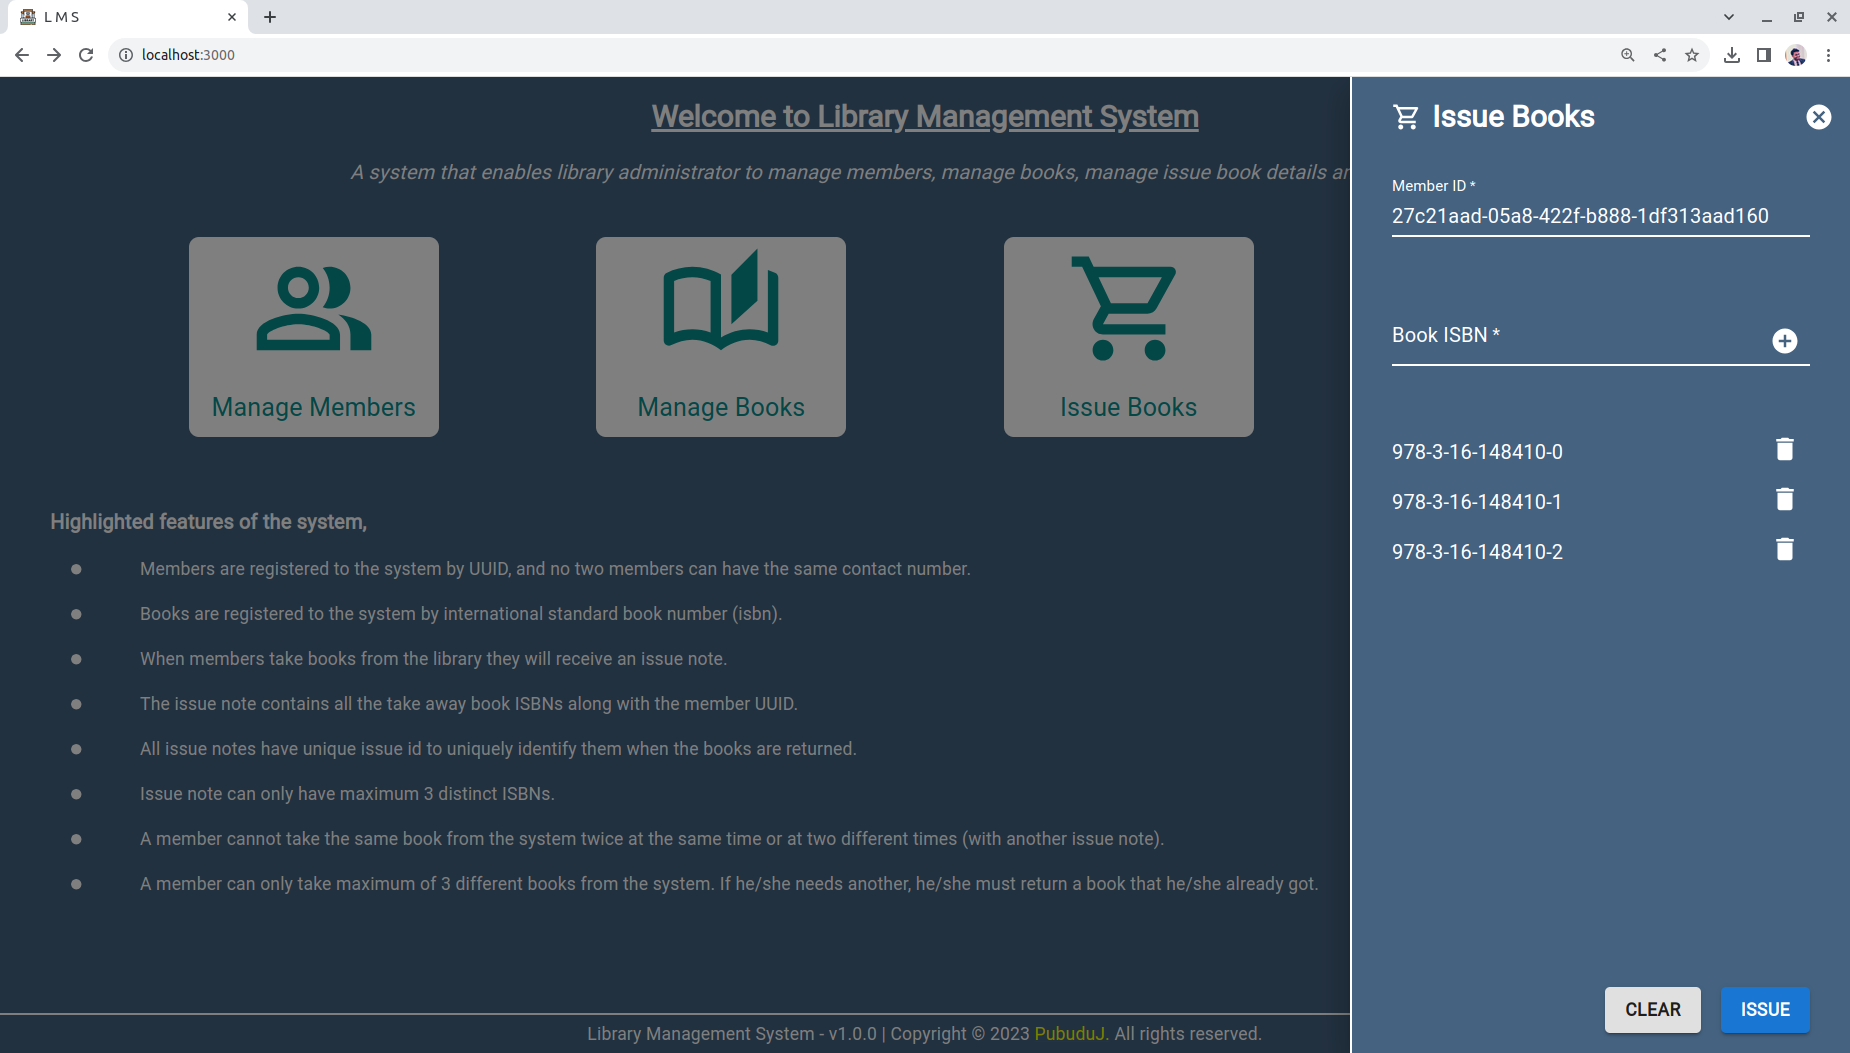 L M S
localhost:3000
Welcome to Library Management System
A system that enables library administrator to manage members, manage books, manage issue book details ar
Manage Members
Manage Books
Issue Books
Highlighted features of the system,
Members are registered to the system by UUID, and no two members can have the same contact number.
Books are registered to the system by international standard book number (isbn).
When members take books from the library they will receive an issue note.
The issue note contains all the take away book ISBNs along with the member UUID.
All issue notes have unique issue id to uniquely identify them when the books are returned.
Issue note can only have maximum 3 distinct ISBNs.
A member cannot take the same book from the system twice at the same time or at two different times (with another issue note).
A member can only take maximum of 3 different books from the system. If he/she needs another, he/she must return a book that he/she already got.
Library Management System - v1.0.0 | Copyright © 2023 PubuduJ. All rights reserved.
Issue Books
Member ID *
27c21aad-05a8-422f-b888-1df313aad160
Book ISBN *
978-3-16-148410-0
978-3-16-148410-1
978-3-16-148410-2
CLEAR
ISSUE